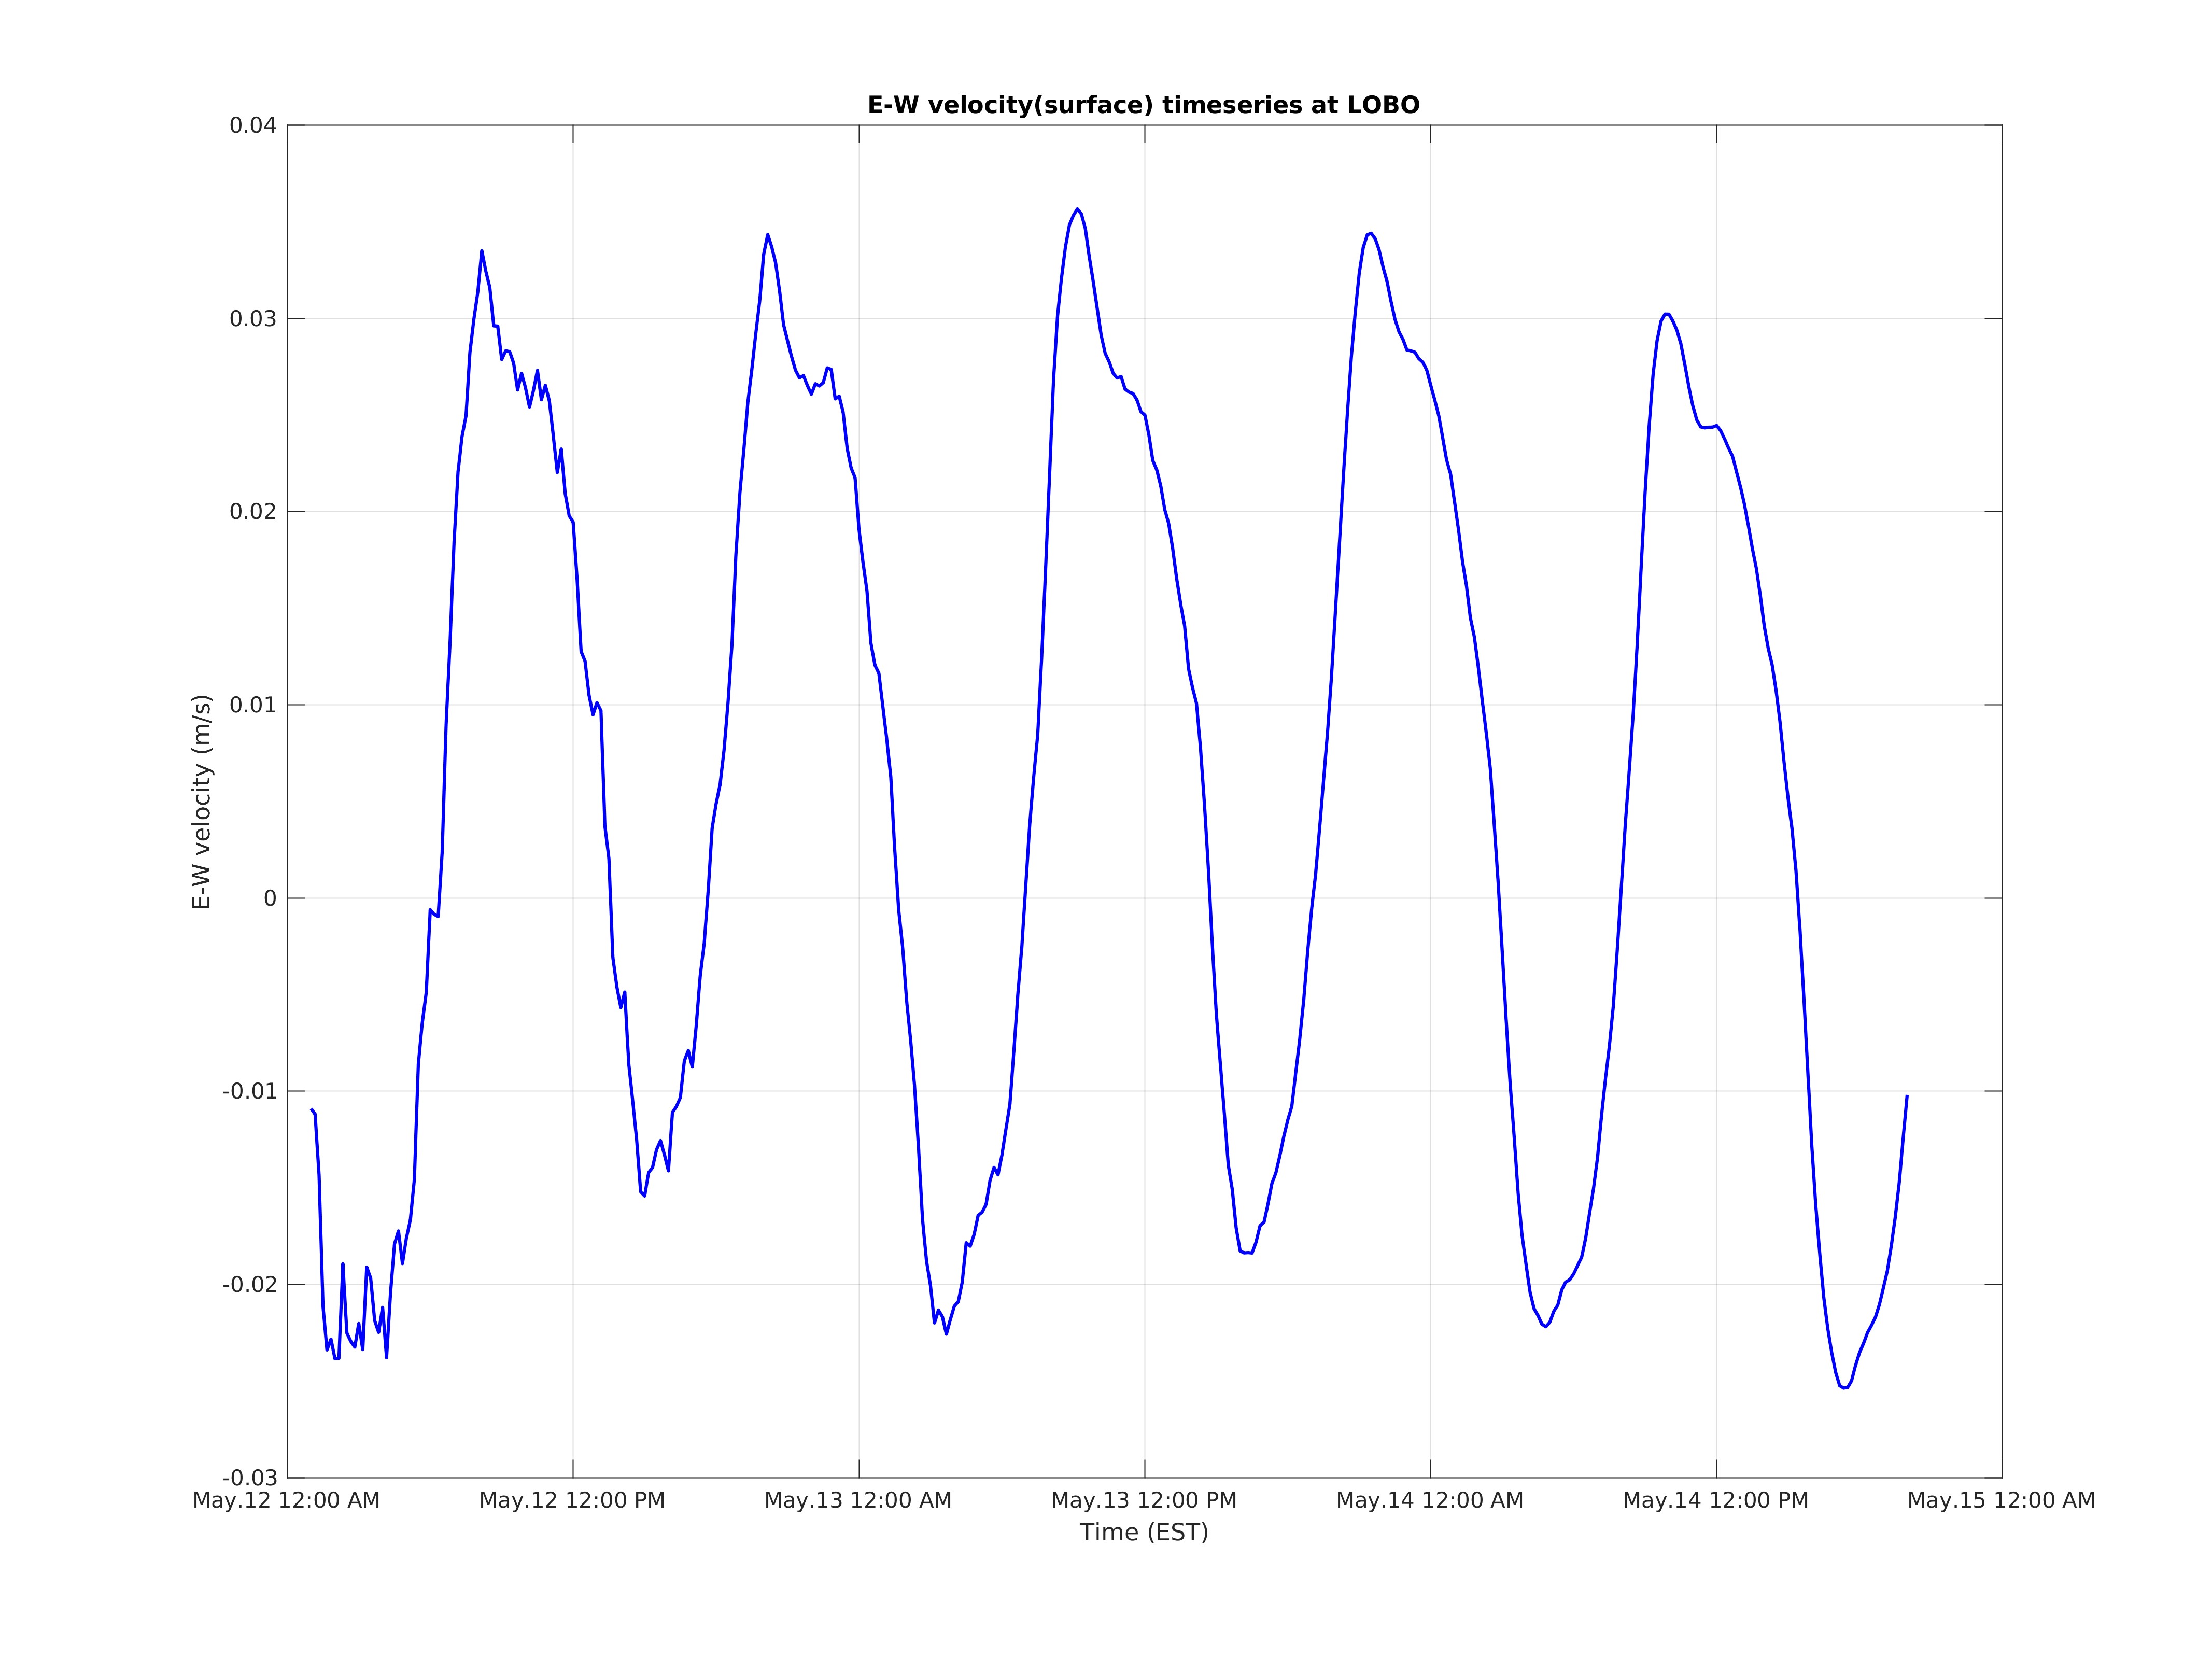 E-W velocity(surface) timeseries at LOBO
0.04
0.03
0.02
0.01
0
-0.01
-0.02
-0.03
E-W velocity (m/s)
May.12 12:00 AM May.12 12:00 PM May.13 12:00 AM May.13 12:00 PM May.14 12:00 AM May.14 12:00 PM May.15 12:00 AM
Time (EST)